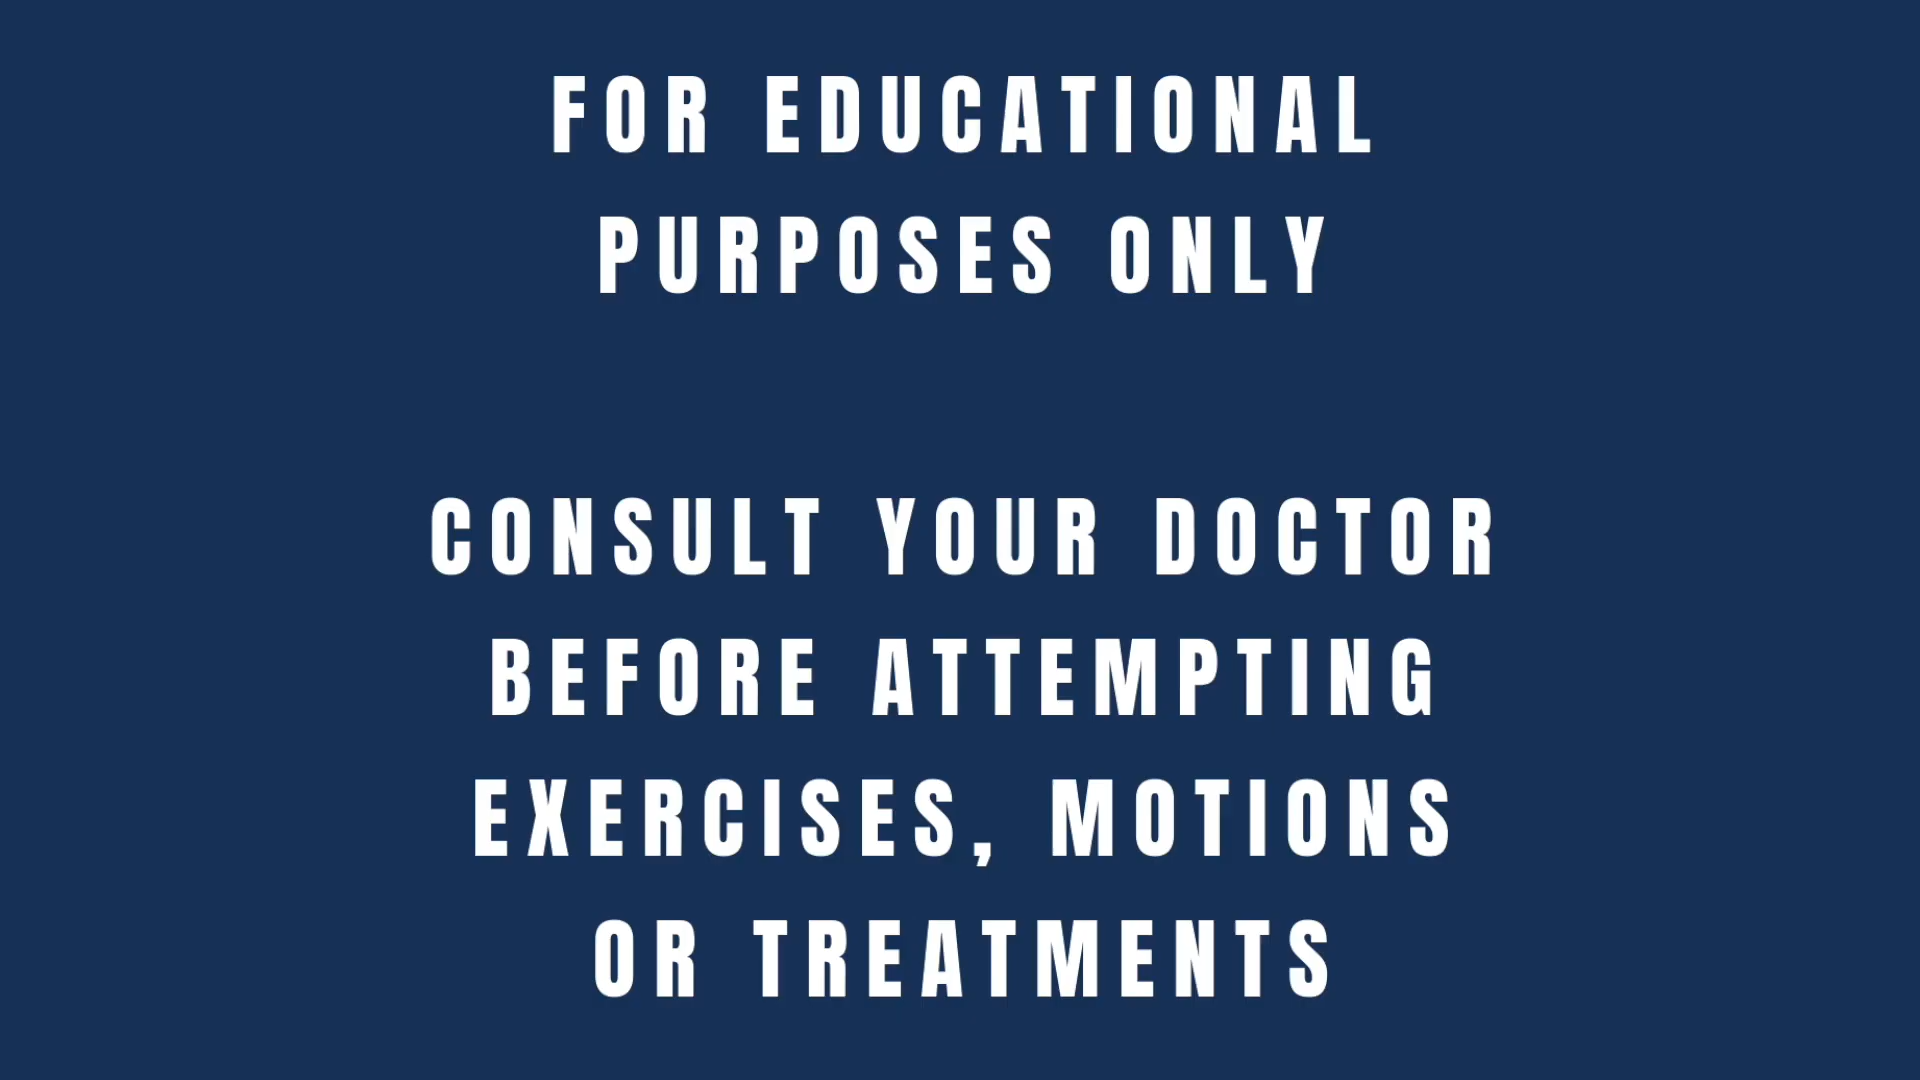 FOR EDUCATIONAL
PURPOSES ONLY
CONSULT YOUR DOCTOR
BEFORE ATTEMPTING
EXERCISES, MOTIONS
OR TREATMENTS